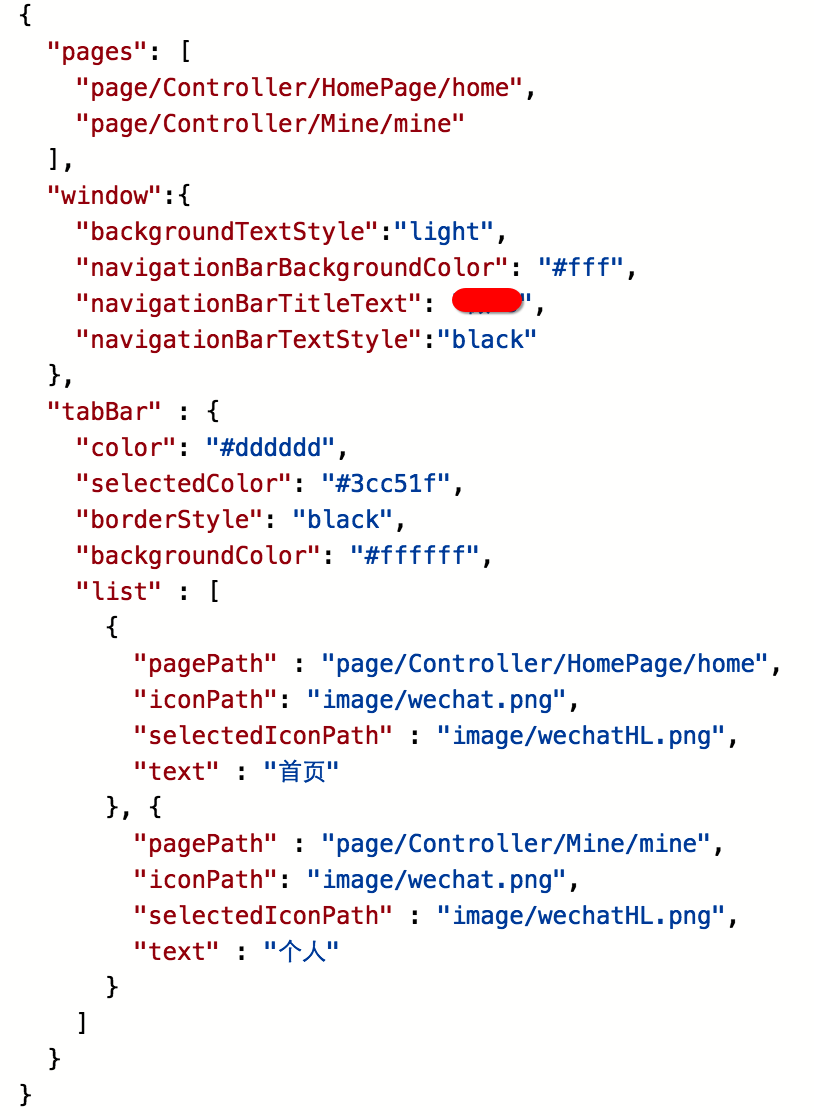 {
  "pages": [
    "page/Controller/HomePage/home",
    "page/Controller/Mine/mine"
  ],
  "window":{
    "backgroundTextStyle":"light",
    "navigationBarBackgroundColor": "#fff",
    "navigationBarTitleText": ",
    "navigationBarTextStyle":"black"
  },
  "tabBar" : {
    "color": "#dddddd",
    "selectedColor": "#3cc51f",
    "borderStyle": "black",
    "backgroundColor": "#ffffff",
    "list" : [
      {
        "pagePath" : "page/Controller/HomePage/home",
        "iconPath": "image/wechat.png",
        "selectedIconPath" : "image/wechatHL.png",
        "text" : "首页"
      }, {
        "pagePath" : "page/Controller/Mine/mine",
        "iconPath": "image/wechat.png",
        "selectedIconPath" : "image/wechatHL.png",
        "text" : "个人"
      }
    ]
  }
}